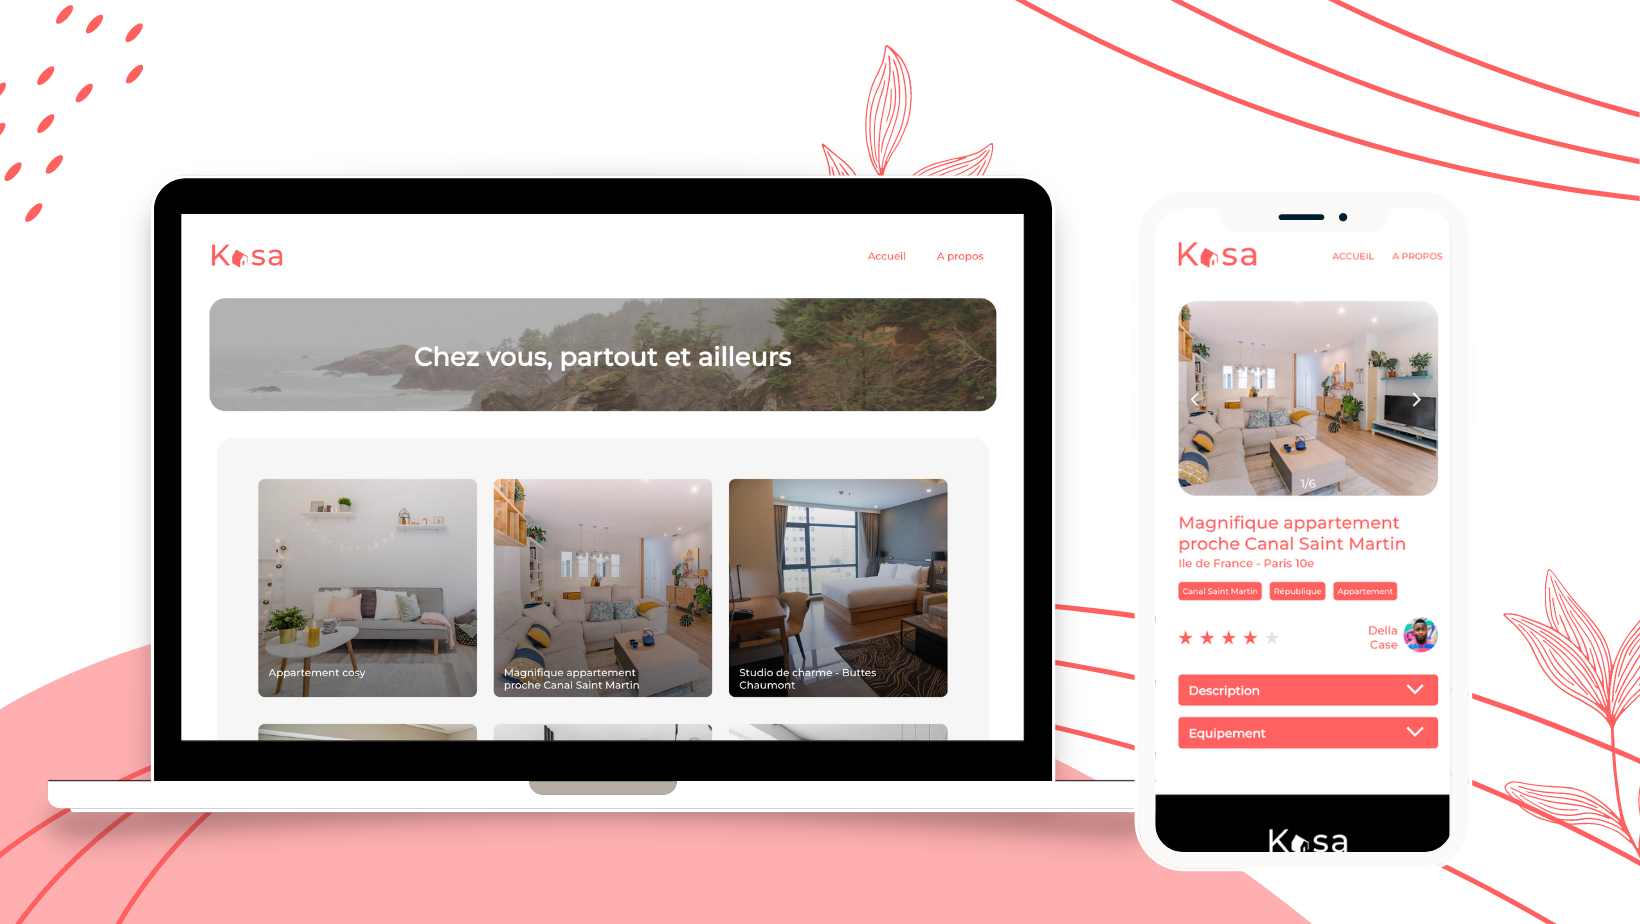 Kasa
Accueil
A propos
Chez vous, partout et ailleurs
Appartement cosy
Magnifique appartement
proche Canal Saint Martin
Studio de charme - Buttes
Chaumont
Kasa
ACCUEIL
A PROPOS
1/6
Magnifique appartement
proche Canal Saint Martin
Ile de France - Paris 10e
Canal Saint Martin
République
Appartement
Della
Case
Description
Equipement
Kasa